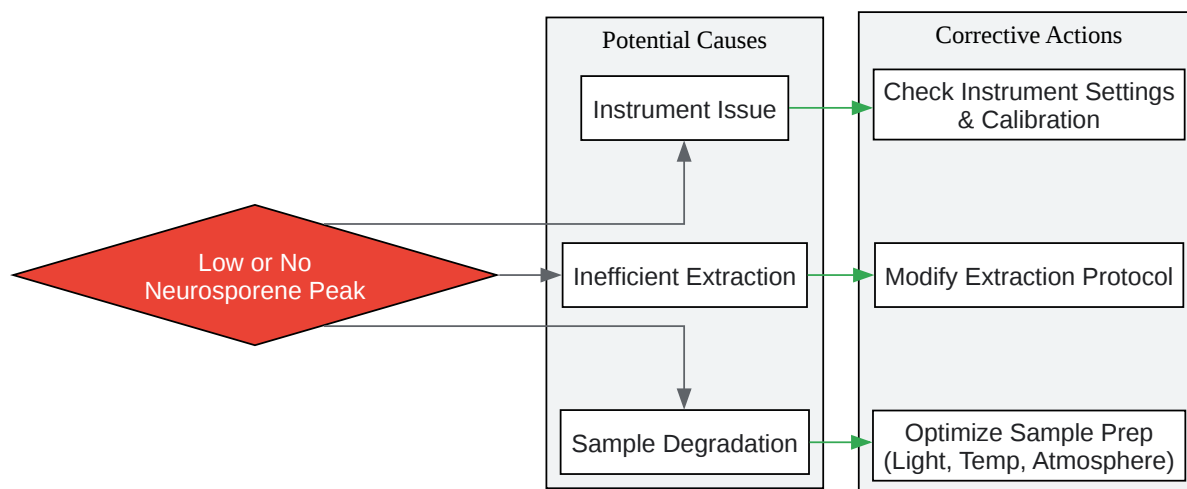 Potential Causes
Corrective Actions
Instrument Issue
Check Instrument Settings
& Calibration
Low or No
Neurosporene Peak
Inefficient Extraction
Modify Extraction Protocol
Sample Degradation
Optimize Sample Prep
(Light, Temp, Atmosphere)